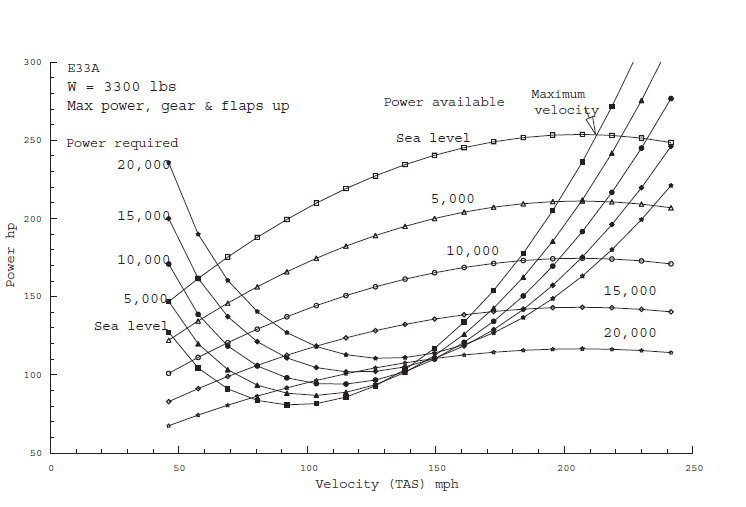 300
E33A
W = 3300 lbs
Max power, gear & flaps up
Maximum
velocity
Power available
Sea level
250
Power required
20,000
15,000
10,000
5,000
Sea level
5,000
10,000
15,000
20,000
200
150
100
50
Power hp
0
50
100
150
200
250
Velocity (TAS) mph